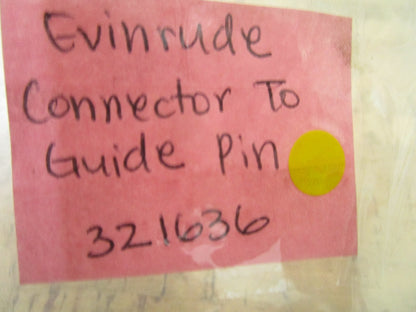 Evinrude
Connector To
Guide Pin
321636